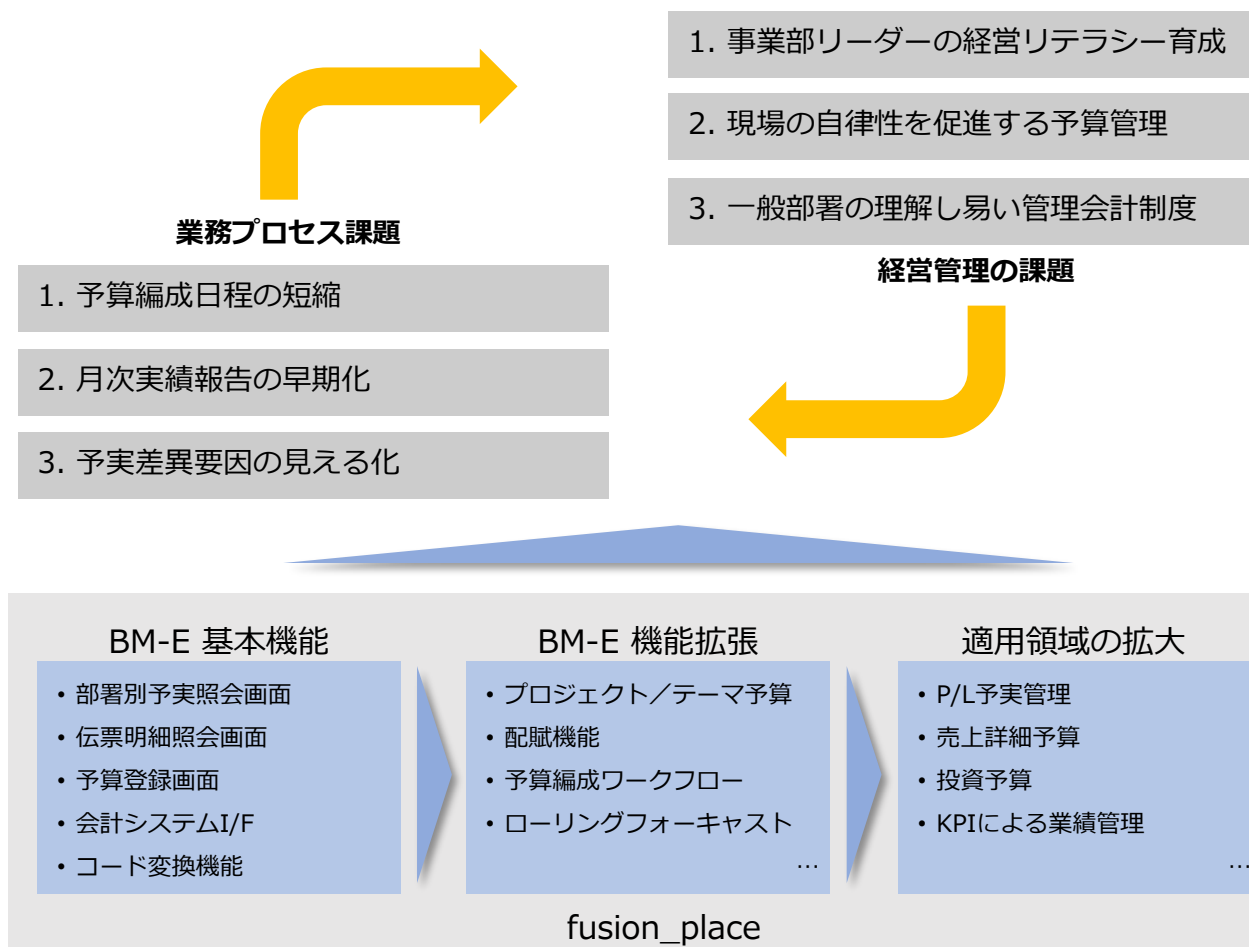 1. 事業部リーダーの経営リテラシー育成
2. 現場の自律性を促進する予算管理
3. 一般部署の理解し易い管理会計制度
経営管理の課題
業務プロセス課題
1. 予算編成日程の短縮
2. 月次実績報告の早期化
3. 予実差異要因の見える化
BM-E 基本機能
• 部署別予実照会画面
• 伝票明細照会画面
• 予算登録画面
• 会計システムI/F
• コード変換機能
BM-E 機能拡張
• プロジェクト／テーマ予算
• 配賦機能
• 予算編成ワークフロー
• ローリングフォーキャスト
…
適用領域の拡大
• P/L予実管理
• 売上詳細予算
• 投資予算
• KPIによる業績管理
…
fusion_place